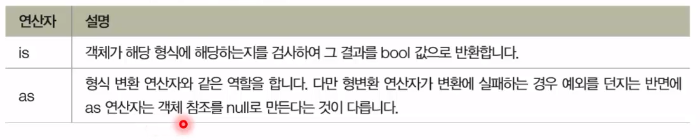 연산자 설명
is 객체가 해당 형식에 해당하는지를 검사하여 그 결과를 bool 값으로 반환합니다.
형식 변환 연산자와 같은 역할을 합니다. 다만 형변환 연산자가 변환에 실패하는 경우 예외를 던지는 반면에
as 연산자는 객체 참조를 null로 만든다는 것이 다릅니다.
as